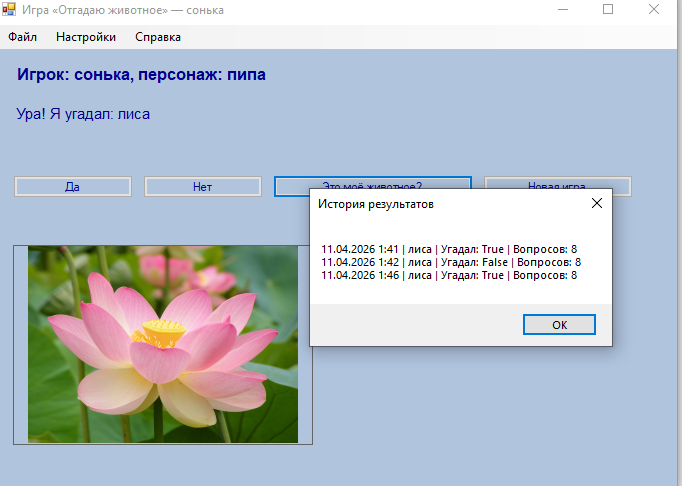 Игра «Отгадаю животное» — сонька
Файл Настройки Справка
Игрок: сонька, персонаж: пипа
Ура! Я угадал: лиса
Да Нет Это моё животное? Новая игра
История результатов
11.04.2026 1:41 | лиса | Угадал: True | Вопросов: 8
11.04.2026 1:42 | лиса | Угадал: False | Вопросов: 8
11.04.2026 1:46 | лиса | Угадал: True | Вопросов: 8
ОК